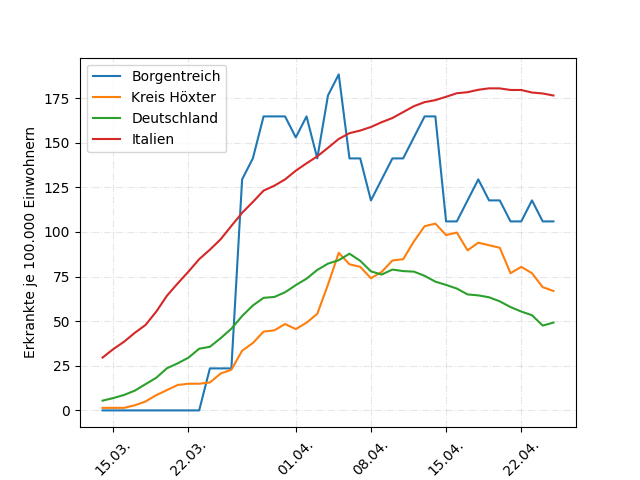 Borgentreich
Kreis Höxter
Deutschland
Italien
Erkrankte je 100.000 Einwohnern
175
150
125
100
75
50
25
0
15.03.
22.03.
01.04.
08.04.
15.04.
22.04.